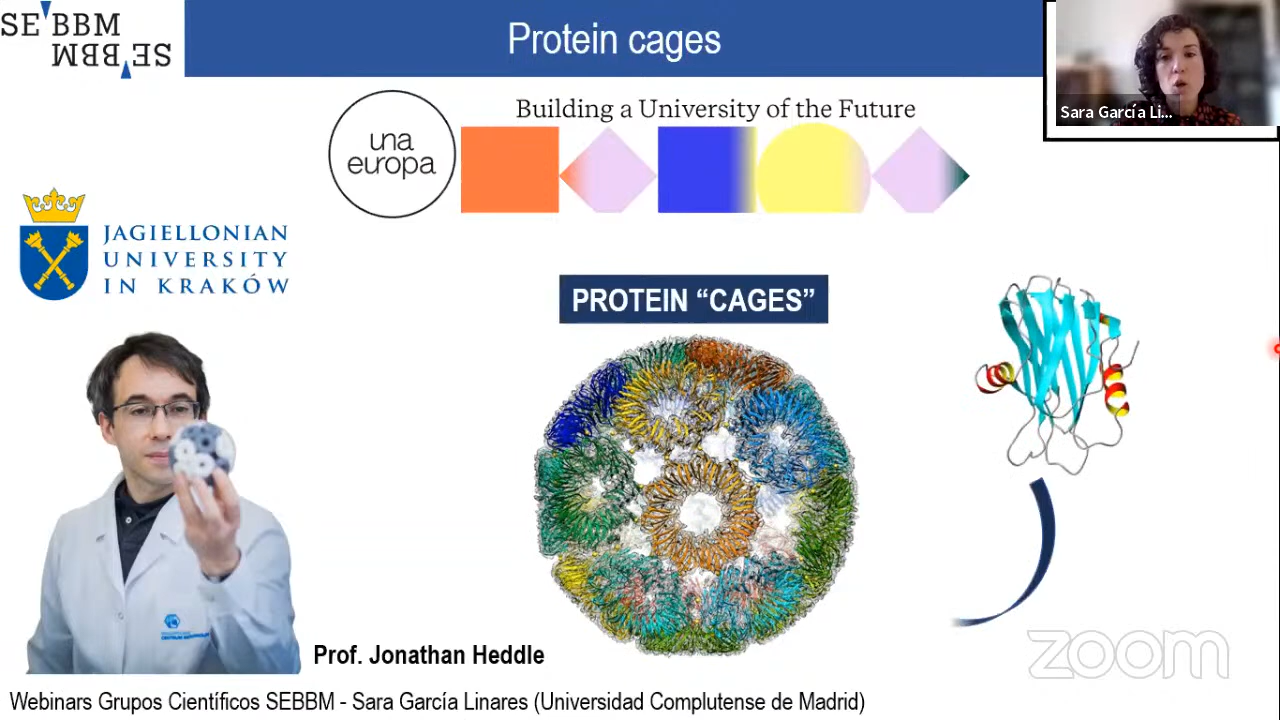 SEBBM
SEBBM
Protein cages
Sara García Li...
una
europa
Building a University of the Future
JAGIELLONIAN
UNIVERSITY
IN KRAKÓW
PROTEIN “CAGES”
Prof. Jonathan Heddle
zoom
Webinars Grupos Científicos SEBBM - Sara García Linares (Universidad Complutense de Madrid)